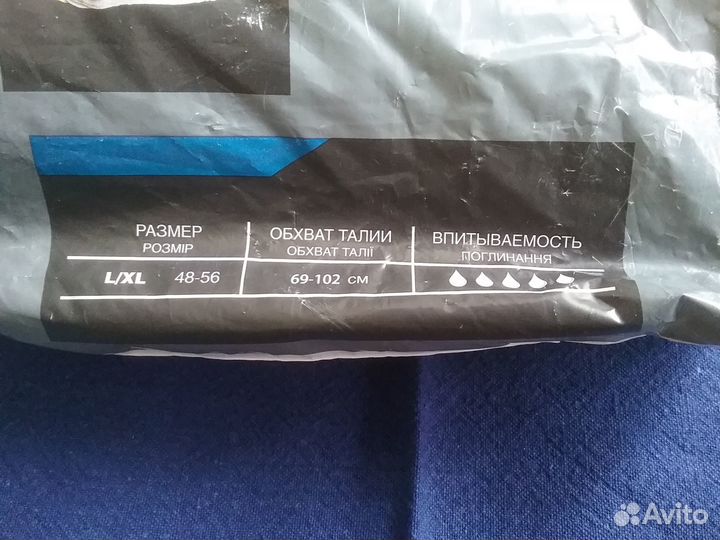 РАЗМЕР ОБХВАТ ТАЛИИ ВПИТЫВАЕМОСТЬ
РОЗМІР ОБХВАТ ТАЛІЇ ПОГЛИНАННЯ
L/XL 48-56 69-102 СМ
Avito